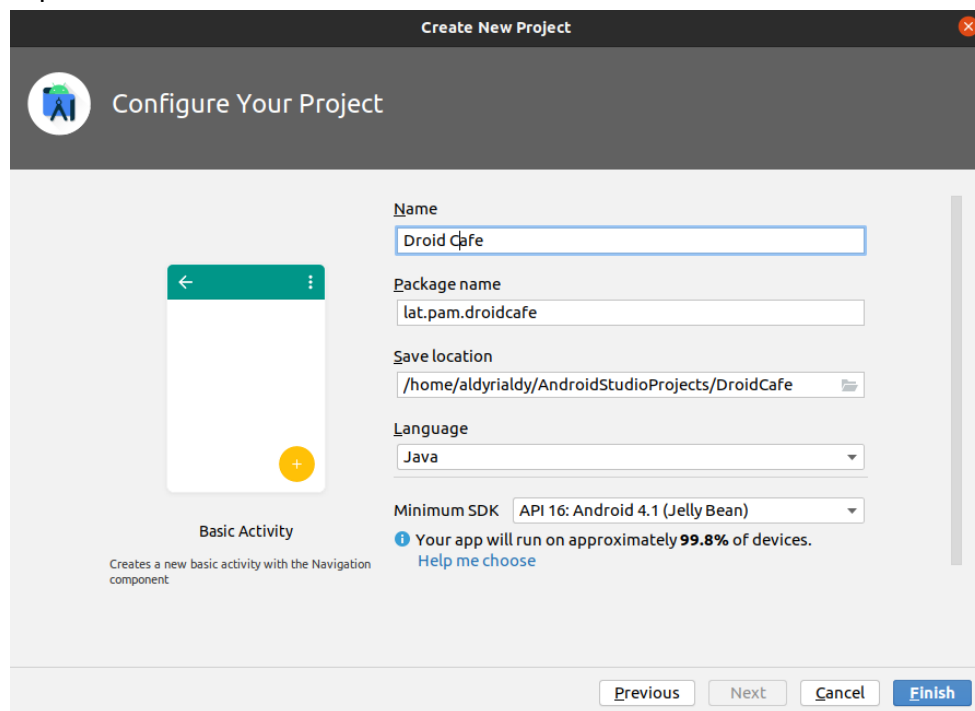 Create New Project
Configure Your Project
Name
Droid Cafe
Package name
lat.pam.droidcafe
Save location
/home/aldyrialdy/AndroidStudioProjects/DroidCafe
Language
Java
Minimum SDK API 16: Android 4.1 (Jelly Bean)
Your app will run on approximately 99.8% of devices.
Help me choose
Basic Activity
Creates a new basic activity with the Navigation
component
Previous Next Cancel Finish